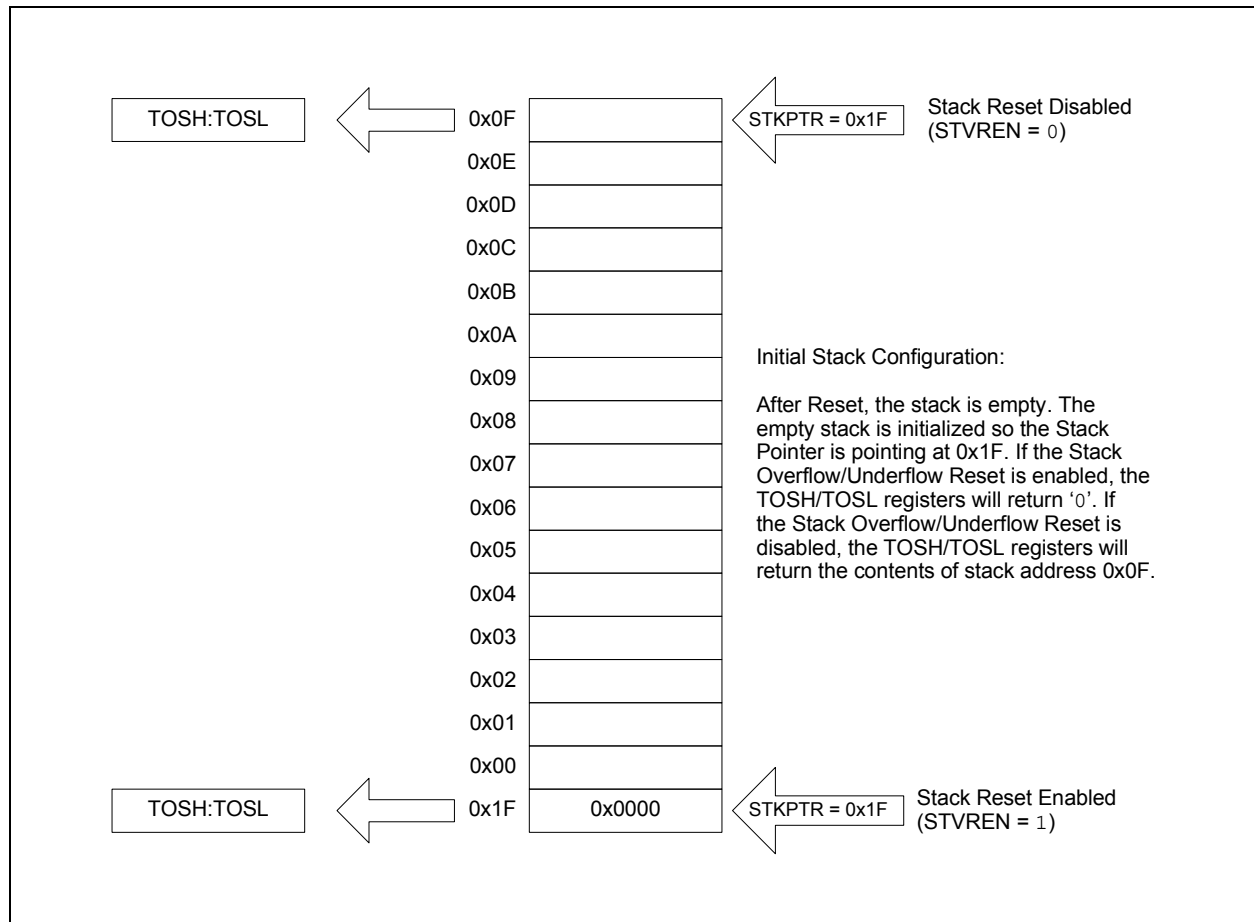 TOSH:TOSL
0x0F
STKPTR = 0x1F
Stack Reset Disabled
(STVREN = 0)
0x0E
0x0D
0x0C
0x0B
0x0A
0x09
0x08
0x07
0x06
0x05
0x04
0x03
0x02
0x01
0x00
Initial Stack Configuration:
After Reset, the stack is empty. The
empty stack is initialized so the Stack
Pointer is pointing at 0x1F. If the Stack
Overflow/Underflow Reset is enabled, the
TOSH/TOSL registers will return ‘0’. If
the Stack Overflow/Underflow Reset is
disabled, the TOSH/TOSL registers will
return the contents of stack address 0x0F.
TOSH:TOSL
0x1F
0x0000
STKPTR = 0x1F
Stack Reset Enabled
(STVREN = 1)